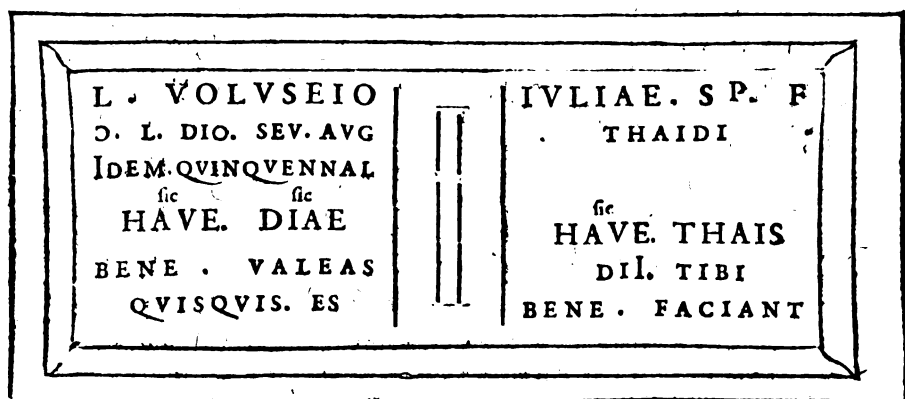 L. VOLVSEIO
Ɔ. L. DIO. SEV. AVG
IDEM. QVINQVENNAL
sic sic
HAVE. DIAE
BENE. VALEAS
QVISQVIS. ES
IVLIAE. SP. F
THAIDI
sic
HAVE. THAIS
DII. TIBI
BENE. FACIANT